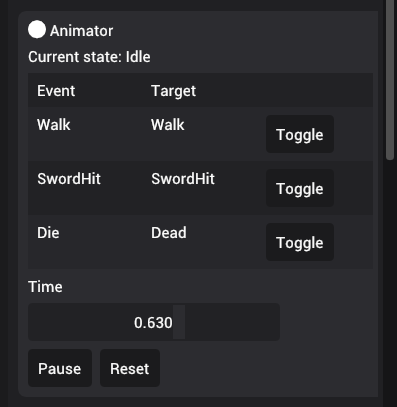 Animator
Current state: Idle
Event Target
Walk Walk Toggle
SwordHit SwordHit Toggle
Die Dead Toggle
Time
0.630
Pause Reset